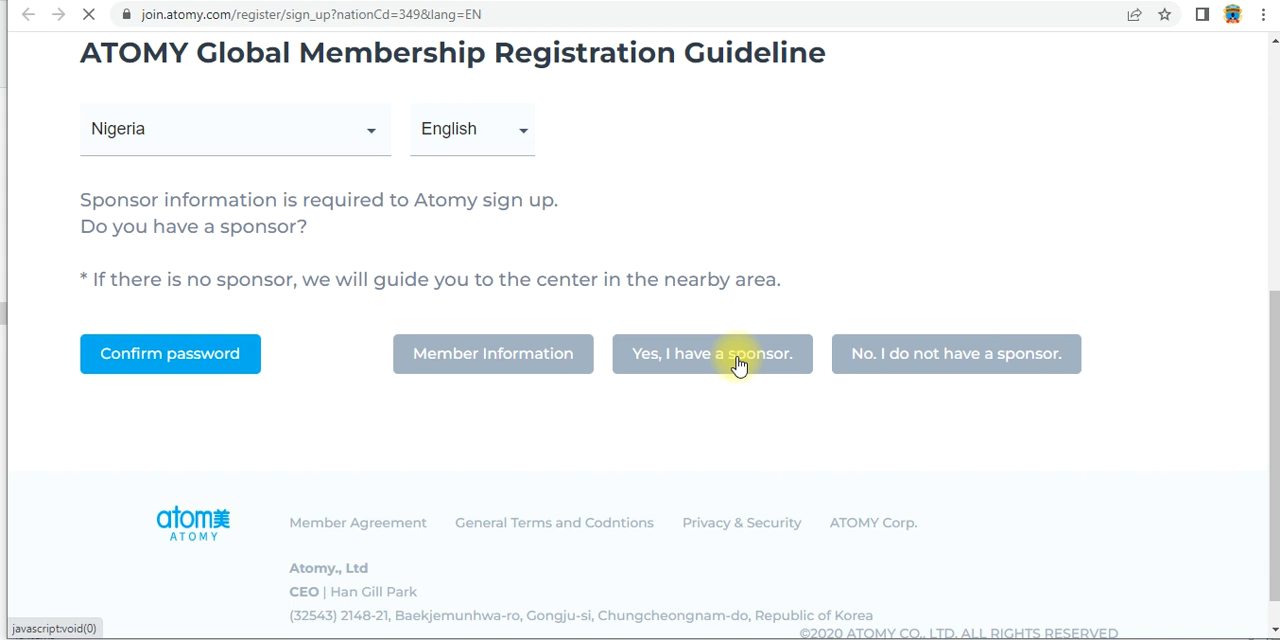 join.atomy.com/register/sign_up?nationCd=349&lang=EN
ATOMY Global Membership Registration Guideline
Nigeria
English
Sponsor information is required to Atomy sign up.
Do you have a sponsor?
* If there is no sponsor, we will guide you to the center in the nearby area.
Confirm password
Member Information
Yes, I have a sponsor.
No. I do not have a sponsor.
atom美
ATOMY
Member Agreement
General Terms and Codntions
Privacy & Security
ATOMY Corp.
Atomy., Ltd
CEO | Han Gill Park
(32543) 2148-21, Baekjemunhwa-ro, Gongju-si, Chungcheongnam-do, Republic of Korea
©2020 ATOMY CO., LTD. ALL RIGHTS RESERVED
javascript:void(0)